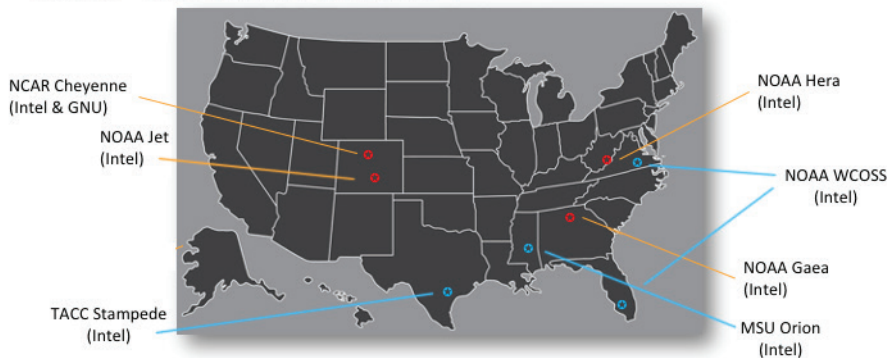 NCAR Cheyenne
(Intel & GNU)
NOAA Jet
(Intel)
TACC Stampede
(Intel)
NOAA Hera
(Intel)
NOAA WCOSS
(Intel)
NOAA Gaea
(Intel)
MSU Orion
(Intel)